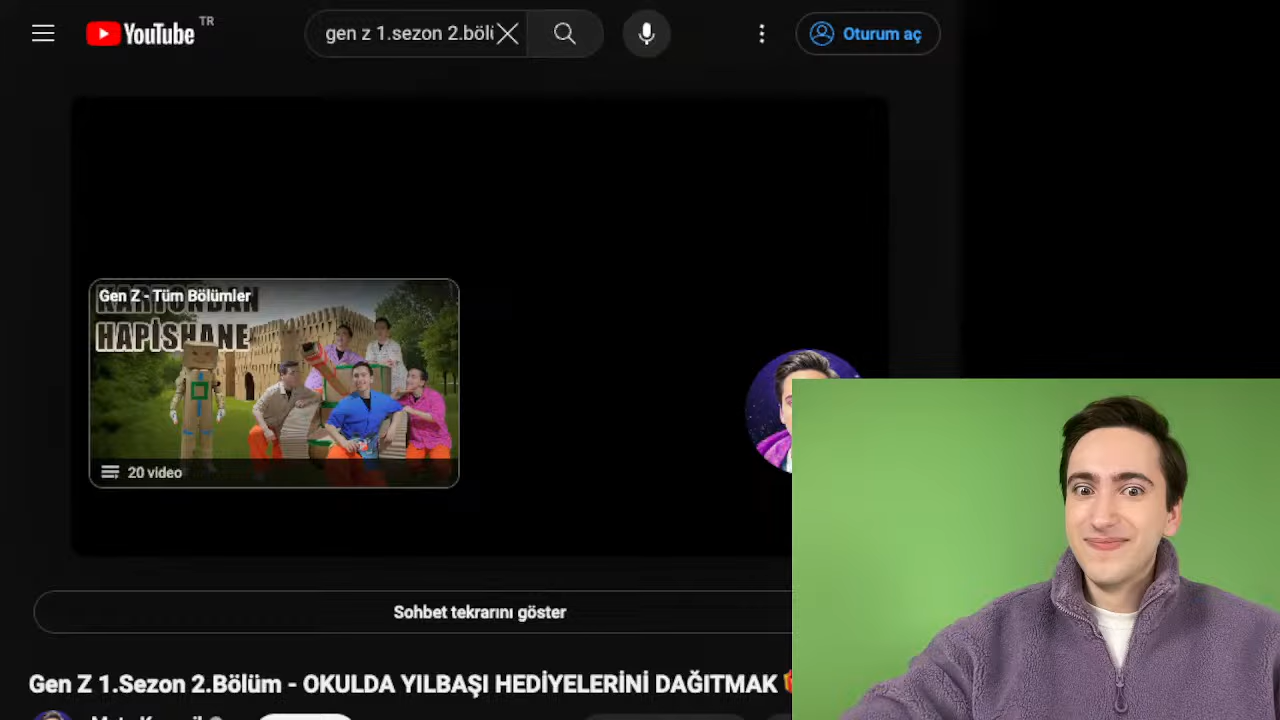 YouTube TR
gen z 1.sezon 2.böl
Oturum aç
Gen Z - Tüm Bölümler
KARTONDAN
HAPİSHANE
20 video
Sohbet tekrarını göster
Gen Z 1.Sezon 2.Bölüm - OKULDA YILBAŞI HEDİYELERİNİ DAĞITMAK